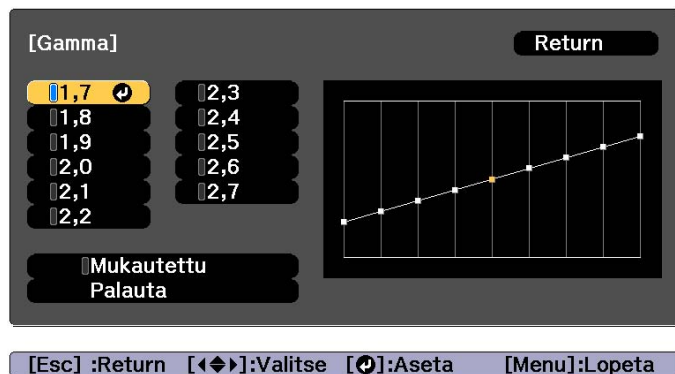 [Gamma] Return
1,7 2,3
1,8 2,4
1,9 2,5
2,0 2,6
2,1 2,7
2,2
Mukautettu
Palauta
[Esc] :Return [ ]:Valitse [ ]:Aseta [Menu]:Lopeta